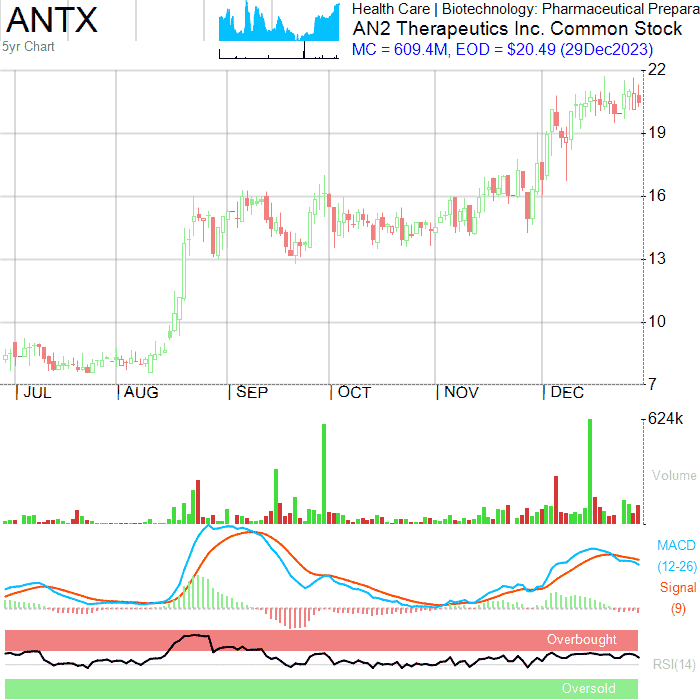 ANTX
5yr Chart
Health Care | Biotechnology: Pharmaceutical Prepara
AN2 Therapeutics Inc. Common Stock
MC = 609.4M, EOD = $20.49 (29Dec2023)
22
19
16
13
10
7
|JUL |AUG |SEP |OCT |NOV |DEC
624k
Volume
MACD
(12-26)
Signal
(9)
Overbought
RSI(14)
Oversold